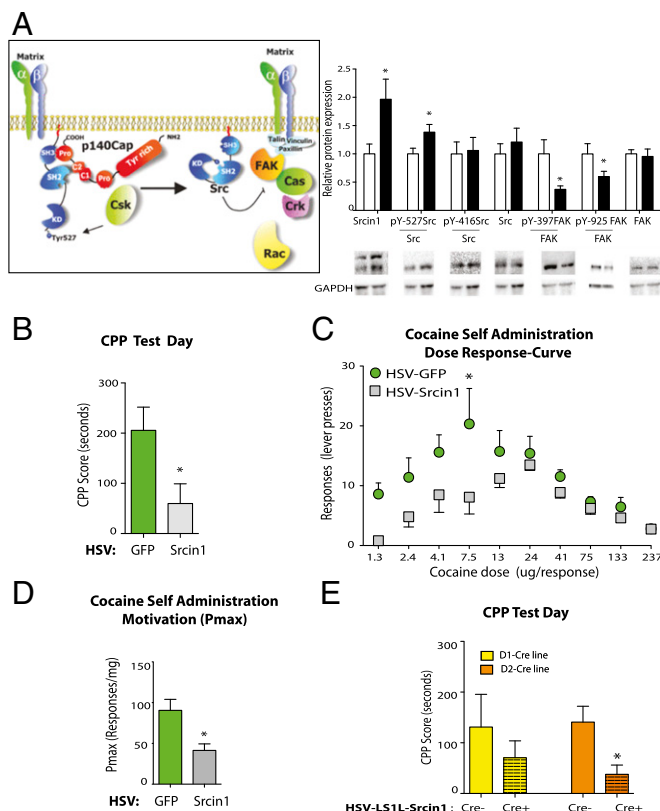 A
Matrix
α β
COOH
NH2
SH3
Pro
p140Cap
Tyr rich
C2
C1
Pro
SH2
KD
Tyr527
Csk
SH3
KD
SH2
Src
Matrix
α β
Talin Vinculin
Paxillin
FAK
Cas
Crk
Rac
Relative protein expression
2.5
2.0
1.5
1.0
0.5
* * * *
Srcin1 pY-527Src pY-416Src Src pY-397FAK pY-925 FAK FAK
Src Src FAK FAK
GAPDH
B
CPP Test Day
CPP Score (seconds)
300
200
100
0
*
HSV: GFP Srcin1
C
Cocaine Self Administration
Dose Response-Curve
HSV-GFP
HSV-Srcin1
*
Responses (lever presses)
30
20
10
0
1.3 2.4 4.1 7.5 13 24 41 75 133 237
Cocaine dose (ug/response)
D
Cocaine Self Administration
Motivation (Pmax)
Pmax (Responses/mg)
150
100
50
0
*
HSV: GFP Srcin1
E
CPP Test Day
D1-Cre line
D2-Cre line
CPP Score (seconds)
300
200
100
0
*
HSV-LS1L-Srcin1 : Cre- Cre+ Cre- Cre+